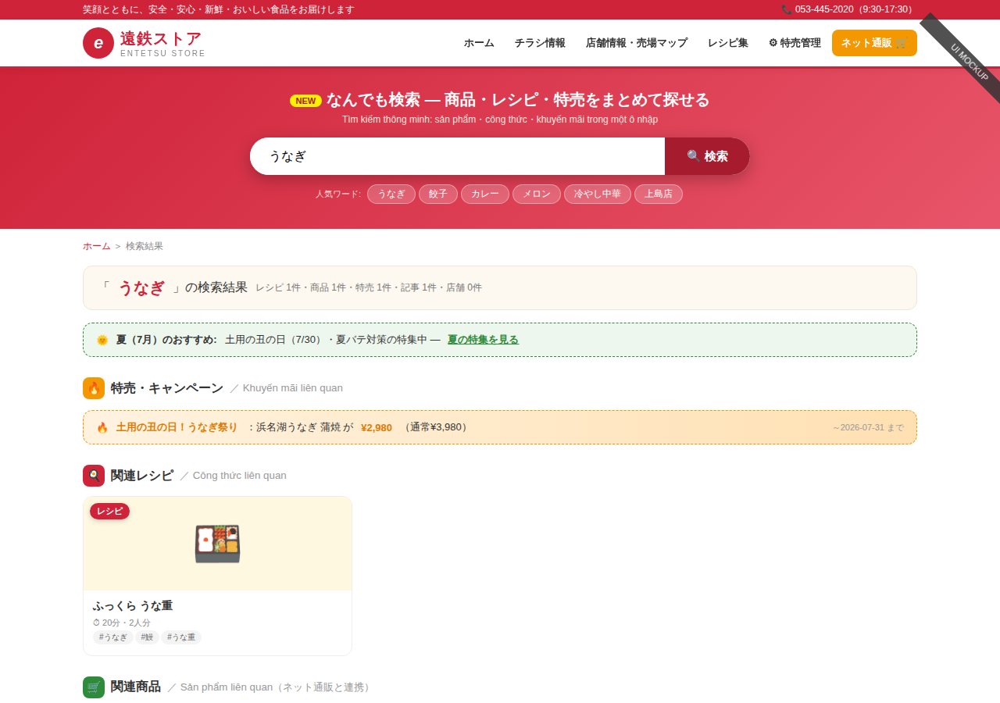 笑顔とともに、安全・安心・新鮮・おいしい食品をお届けします
📞 053-445-2020（9:30-17:30）
e 遠鉄ストア
ENTETSU STORE
ホーム チラシ情報 店舗情報・売場マップ レシピ集 ⚙ 特売管理 ネット通販 🛒
UI MOCKUP
NEW なんでも検索 — 商品・レシピ・特売をまとめて探せる
Tìm kiếm thông minh: sản phẩm・công thức・khuyến mãi trong một ô nhập
うなぎ
🔍 検索
人気ワード: うなぎ 餃子 カレー メロン 冷やし中華 上島店
ホーム ＞ 検索結果
「 うなぎ 」の検索結果 レシピ 1件・商品 1件・特売 1件・記事 1件・店舗 0件
🌞 夏（7月）のおすすめ: 土用の丑の日（7/30）・夏バテ対策の特集中 — 夏の特集を見る
🔥 特売・キャンペーン ／ Khuyến mãi liên quan
🔥 土用の丑の日！うなぎ祭り ：浜名湖うなぎ 蒲焼 が ¥2,980 （通常¥3,980） ～2026-07-31 まで
🍳 関連レシピ ／ Công thức liên quan
レシピ
ふっくら うな重
⏱ 20分・2人分
#うなぎ #鰻 #うな重
🛒 関連商品 ／ Sản phẩm liên quan（ネット通販と連携）